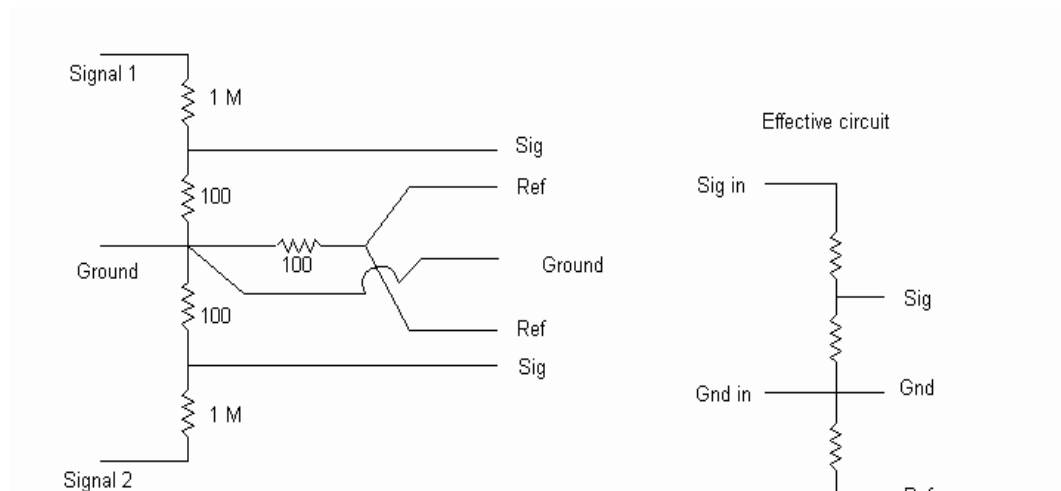 Signal 1
1 M
Sig
Ref
100
Ground
100
Ground
100
Ref
Sig
1 M
Signal 2
Effective circuit
Sig in
Sig
Gnd in
Gnd